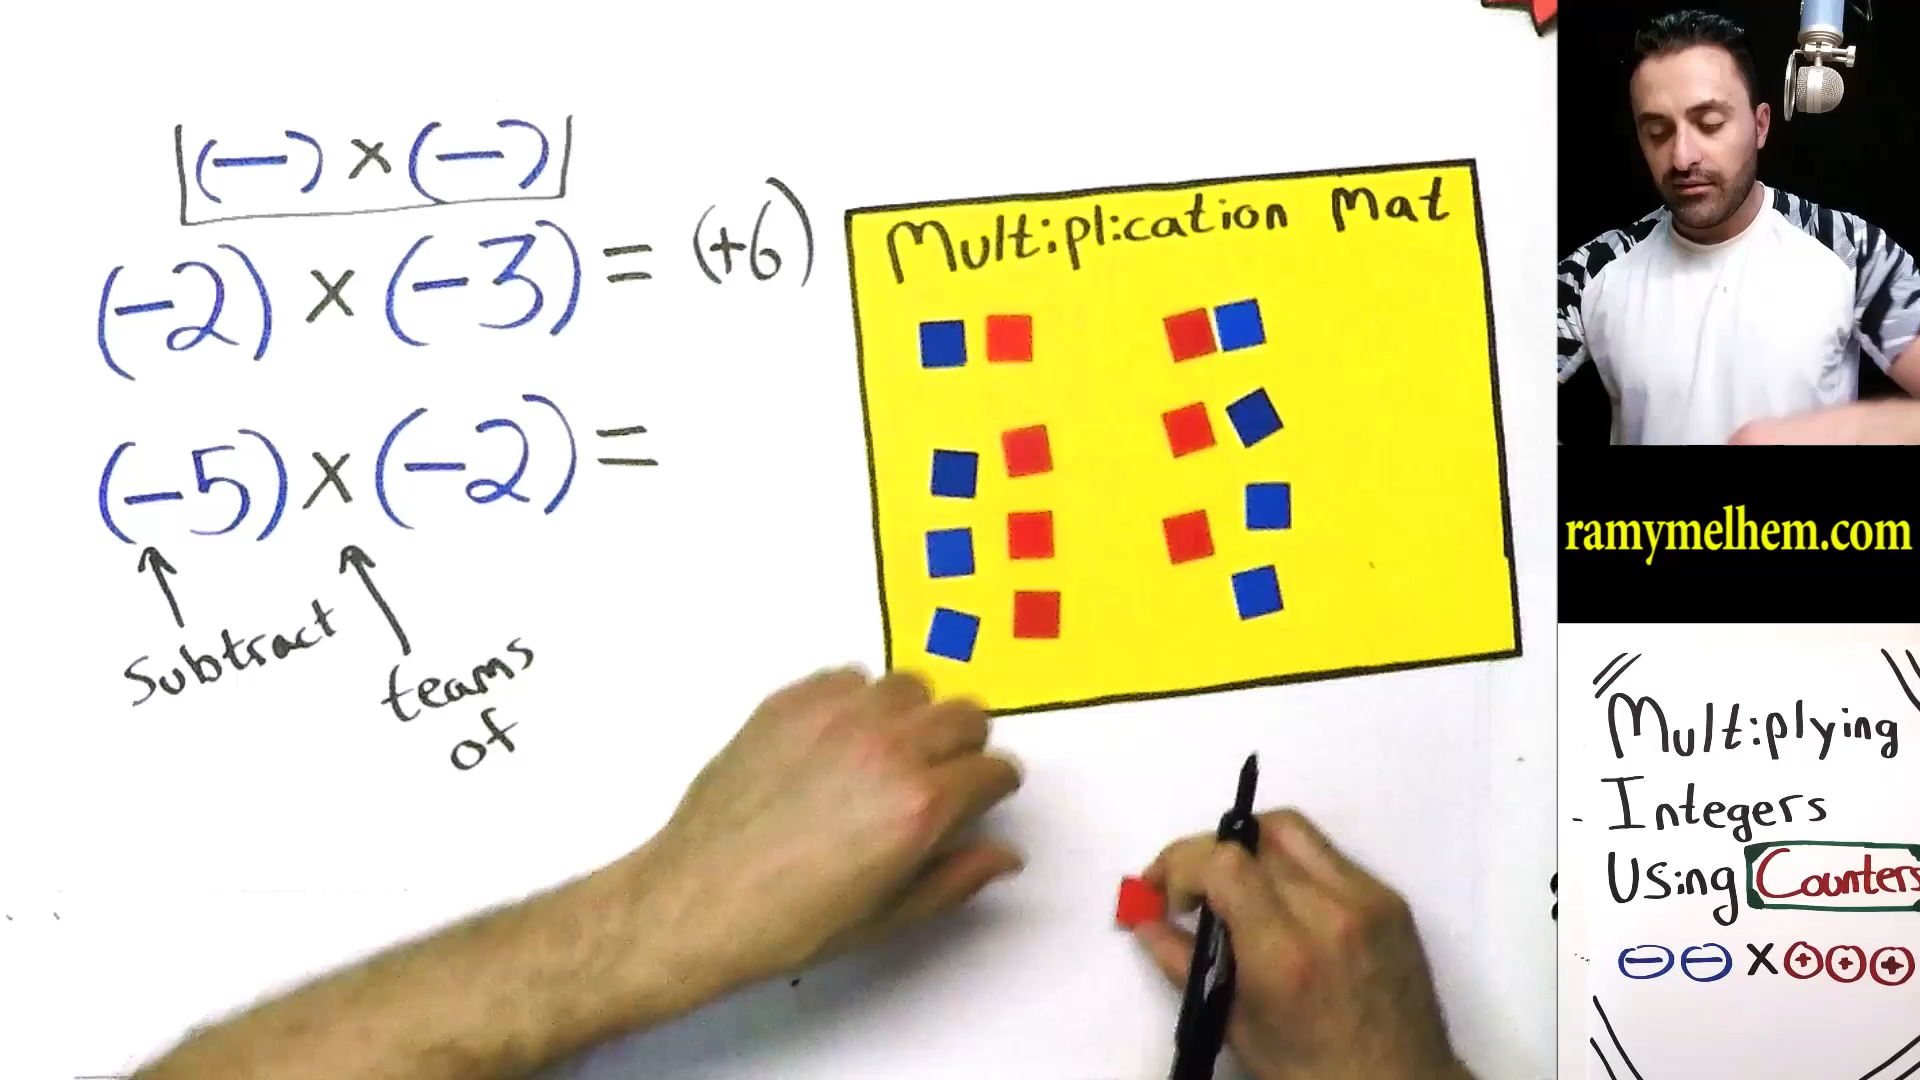 (−) × (−)
(−2) × (−3) = (+6)
(−5) × (−2) =
Subtract
teams
of
Multiplication Mat
ramymelhem.com
Multiplying
Integers
Using Counters
− − × + + +